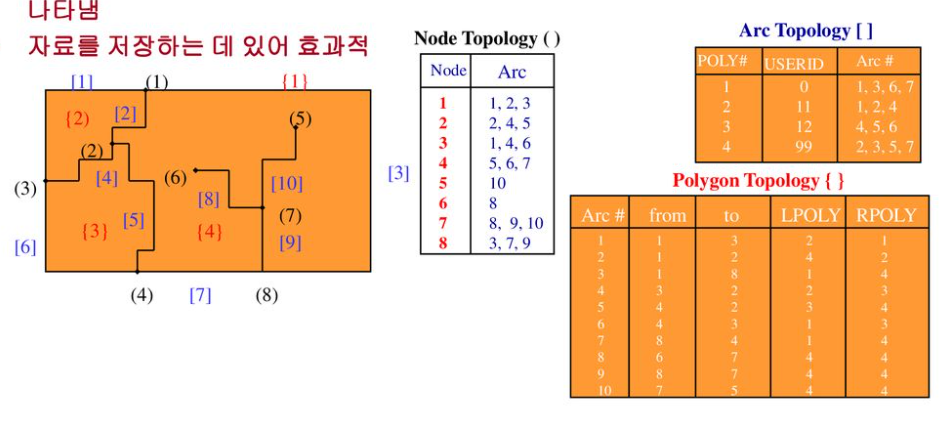 나타냄
자료를 저장하는 데 있어 효과적
[1] (1) {1}
{2) [2] (5)
(2)
(3) [4] (6) [10] [3]
[8] (7)
{3} [5] {4} [9]
[6]
(4) [7] (8)
Node Topology ( )
Node Arc
1 1, 2, 3
2 2, 4, 5
3 1, 4, 6
4 5, 6, 7
5 10
6 8
7 8, 9, 10
8 3, 7, 9
Arc Topology [ ]
POLY# USERID Arc #
1 0 1, 3, 6, 7
2 11 1, 2, 4
3 12 4, 5, 6
4 99 2, 3, 5, 7
Polygon Topology { }
Arc # from to LPOLY RPOLY
1 1 3 2 1
2 1 2 4 2
3 1 8 1 4
4 3 2 2 3
5 4 2 3 4
6 4 3 1 3
7 8 4 1 4
8 6 7 4 4
9 8 7 4 4
10 7 5 4 4